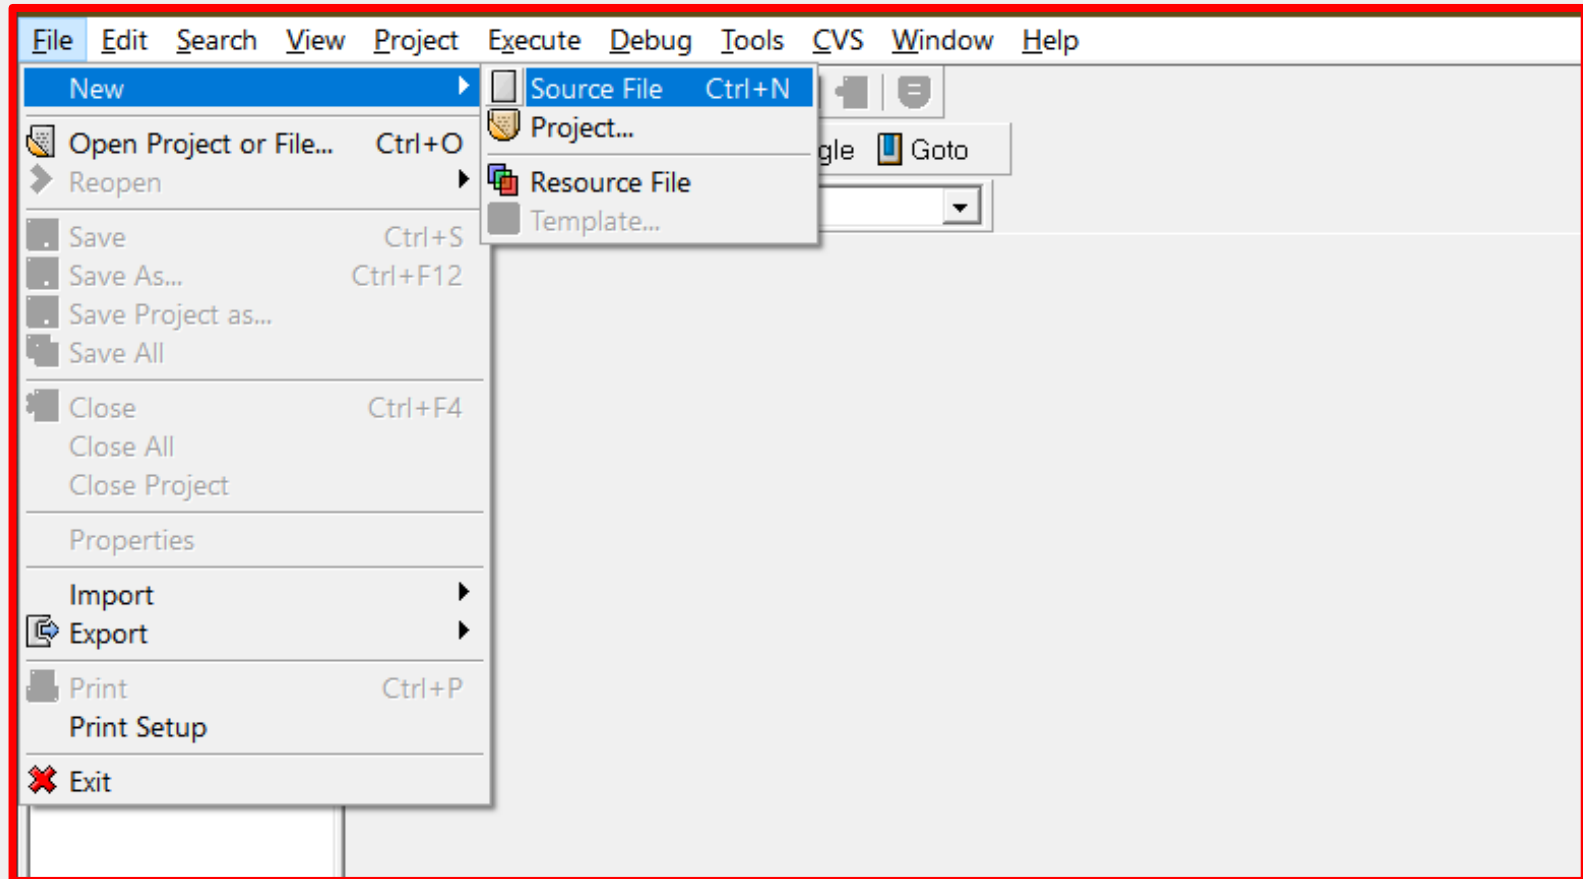 File Edit Search View Project Execute Debug Tools CVS Window Help
New
Source File Ctrl+N
Project...
Open Project or File... Ctrl+O
gle Goto
Reopen
Resource File
Template...
Save Ctrl+S
Save As... Ctrl+F12
Save Project as...
Save All
Close Ctrl+F4
Close All
Close Project
Properties
Import
Export
Print Ctrl+P
Print Setup
Exit